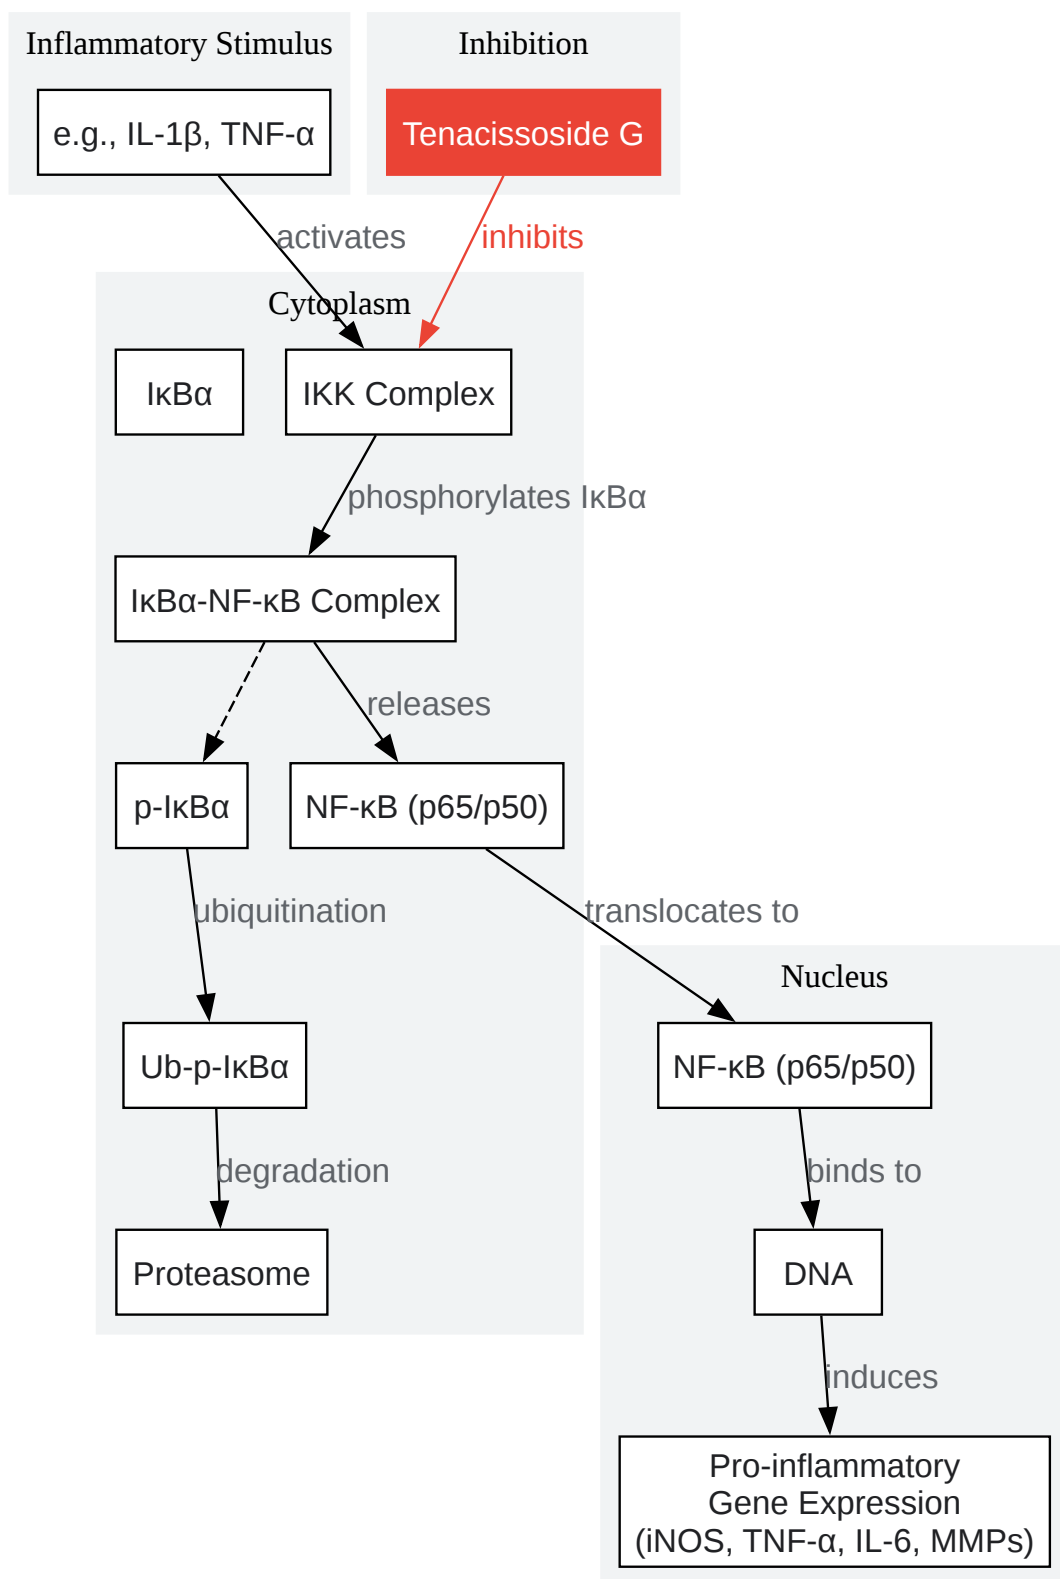 Inflammatory Stimulus
Inhibition
e.g., IL-1β, TNF-α
Tenacissoside G
activates
inhibits
Cytoplasm
IκBα
IKK Complex
phosphorylates IκBα
IκBα-NF-κB Complex
releases
p-IκBα
NF-κB (p65/p50)
ubiquitination
translocates to
Nucleus
Ub-p-IκBα
NF-κB (p65/p50)
degradation
binds to
Proteasome
DNA
induces
Pro-inflammatory
Gene Expression
(iNOS, TNF-α, IL-6, MMPs)